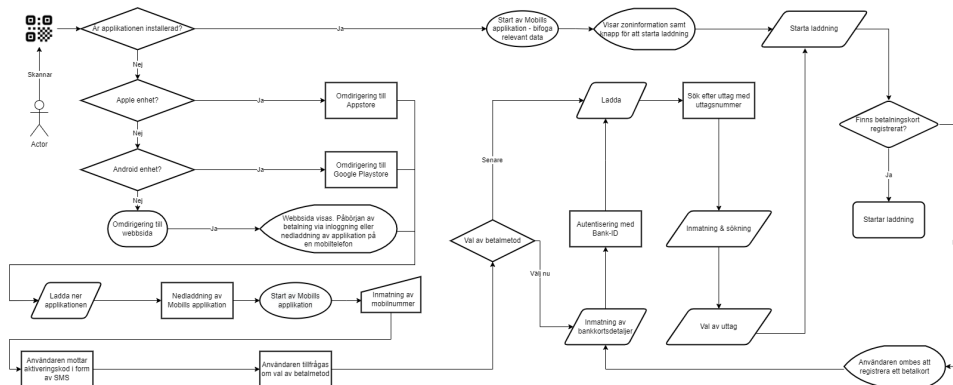 Är applikationen installerad?
Ja
Start av Mobills
applikation - bifoga
relevant data
Visar zoninformation samt
knapp för att starta laddning
Starta laddning
Skannar
Actor
Nej
Apple enhet?
Ja
Omdirigering till
Appstore
Nej
Android enhet?
Ja
Omdirigering till
Google Playstore
Nej
Omdirigering till
webbsida
Ja
Webbsida visas. Påbörjan av
betalning via inloggning eller
nedladdning av applikation på
en mobiltelefon
Ladda
Sök efter uttag med
uttagsnummer
Finns betalningskort
registrerat?
Ja
Startar laddning
Senare
Val av betalmetod
Välj nu
Autentisering med
Bank-ID
Inmatning & sökning
Ladda ner
applikationen
Nedladdning av
Mobills applikation
Start av Mobills
applikation
Inmatning av
mobilnummer
Inmatning av
bankkortsdetaljer
Val av uttag
Användaren mottar
aktiveringskod i form
av SMS
Användaren tillfrågas
om val av betalmetod
Användaren ombes att
registrera ett betalkort